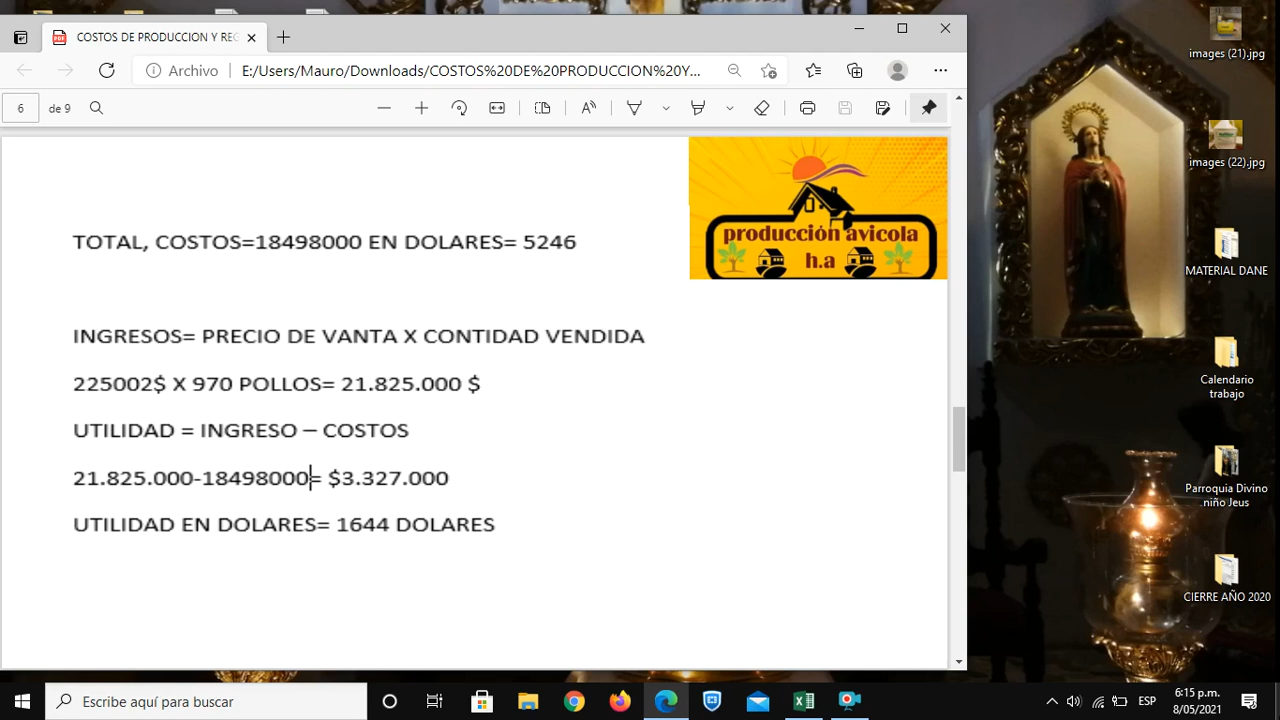 COSTOS DE PRODUCCION Y REG
Archivo
E:/Users/Mauro/Downloads/COSTOS%20DE%20PRODUCCION%20Y...
6 de 9
producción avicola
h.a
TOTAL, COSTOS=18498000 EN DOLARES= 5246
INGRESOS= PRECIO DE VANTA X CONTIDAD VENDIDA
225002$ X 970 POLLOS= 21.825.000 $
UTILIDAD = INGRESO – COSTOS
21.825.000-18498000= $3.327.000
UTILIDAD EN DOLARES= 1644 DOLARES
images (21).jpg
images (22).jpg
MATERIAL DANE
Calendario
trabajo
Parroquia Divino
niño Jeus
CIERRE AÑO 2020
Escribe aquí para buscar
ESP
6:15 p.m.
8/05/2021